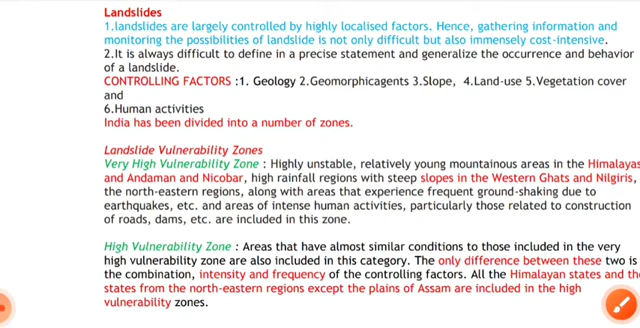 Landslides
1.landslides are largely controlled by highly localised factors. Hence, gathering information and
monitoring the possibilities of landslide is not only difficult but also immensely cost-intensive.
2.It is always difficult to define in a precise statement and generalize the occurrence and behavior
of a landslide.
CONTROLLING FACTORS :1. Geology 2.Geomorphicagents 3.Slope, 4.Land-use 5.Vegetation cover
and
6.Human activities
India has been divided into a number of zones.
Landslide Vulnerability Zones
Very High Vulnerability Zone : Highly unstable, relatively young mountainous areas in the Himalayas
and Andaman and Nicobar, high rainfall regions with steep slopes in the Western Ghats and Nilgiris,
the north-eastern regions, along with areas that experience frequent ground-shaking due to
earthquakes, etc. and areas of intense human activities, particularly those related to construction
of roads, dams, etc. are included in this zone.
High Vulnerability Zone : Areas that have almost similar conditions to those included in the very
high vulnerability zone are also included in this category. The only difference between these two is
the combination, intensity and frequency of the controlling factors. All the Himalayan states and the
states from the north-eastern regions except the plains of Assam are included in the high
vulnerability zones.